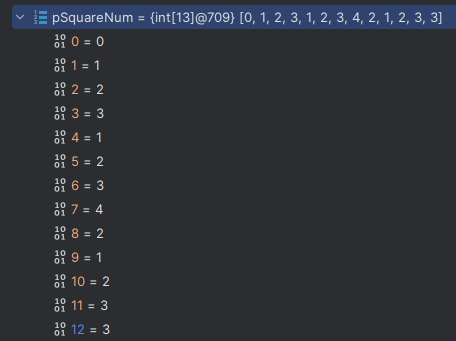 pSquareNum = {int[13]@709} [0, 1, 2, 3, 1, 2, 3, 4, 2, 1, 2, 3, 3]
0 = 0
1 = 1
2 = 2
3 = 3
4 = 1
5 = 2
6 = 3
7 = 4
8 = 2
9 = 1
10 = 2
11 = 3
12 = 3